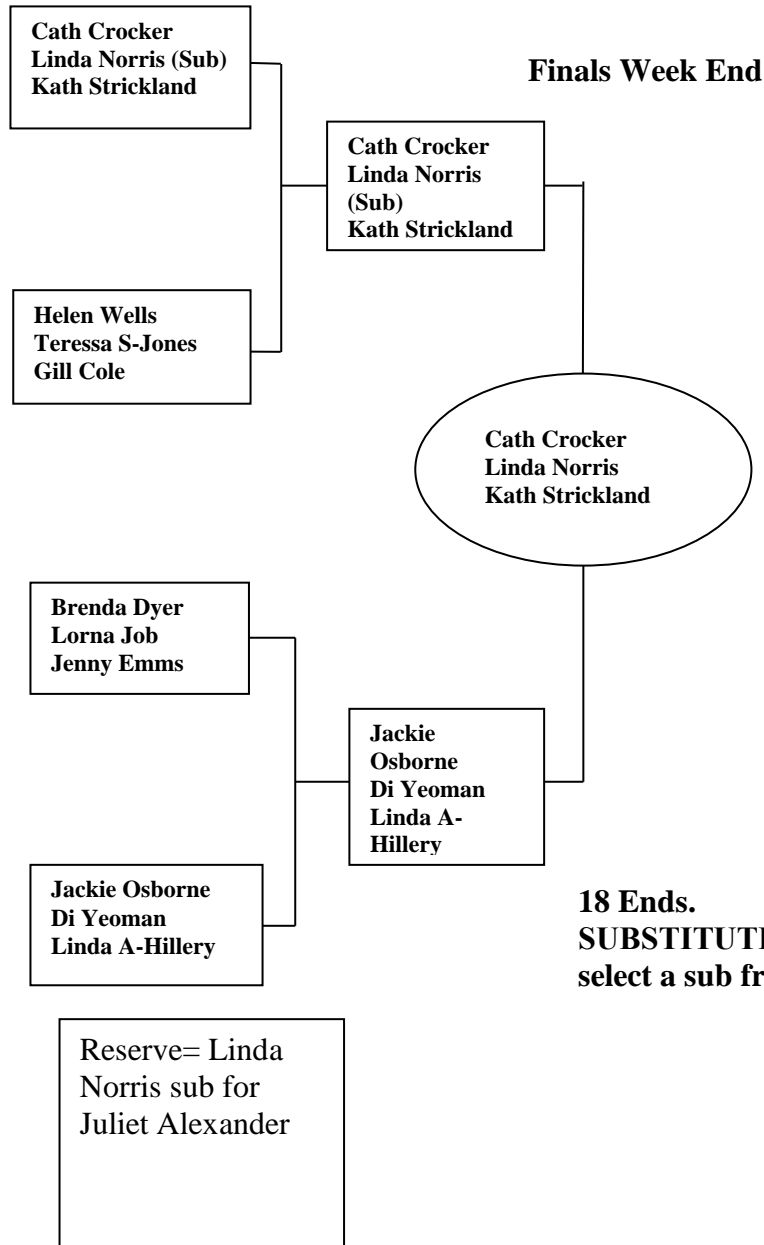 Cath Crocker
Linda Norris (Sub)
Kath Strickland
Finals Week End
Cath Crocker
Linda Norris
(Sub)
Kath Strickland
Helen Wells
Teressa S-Jones
Gill Cole
Cath Crocker
Linda Norris
Kath Strickland
Brenda Dyer
Lorna Job
Jenny Emms
Jackie
Osborne
Di Yeoman
Linda A-
Hillery
Jackie Osborne
Di Yeoman
Linda A-Hillery
18 Ends.
select a sub
Reserve= Linda
Norris sub for
Juliet Alexander